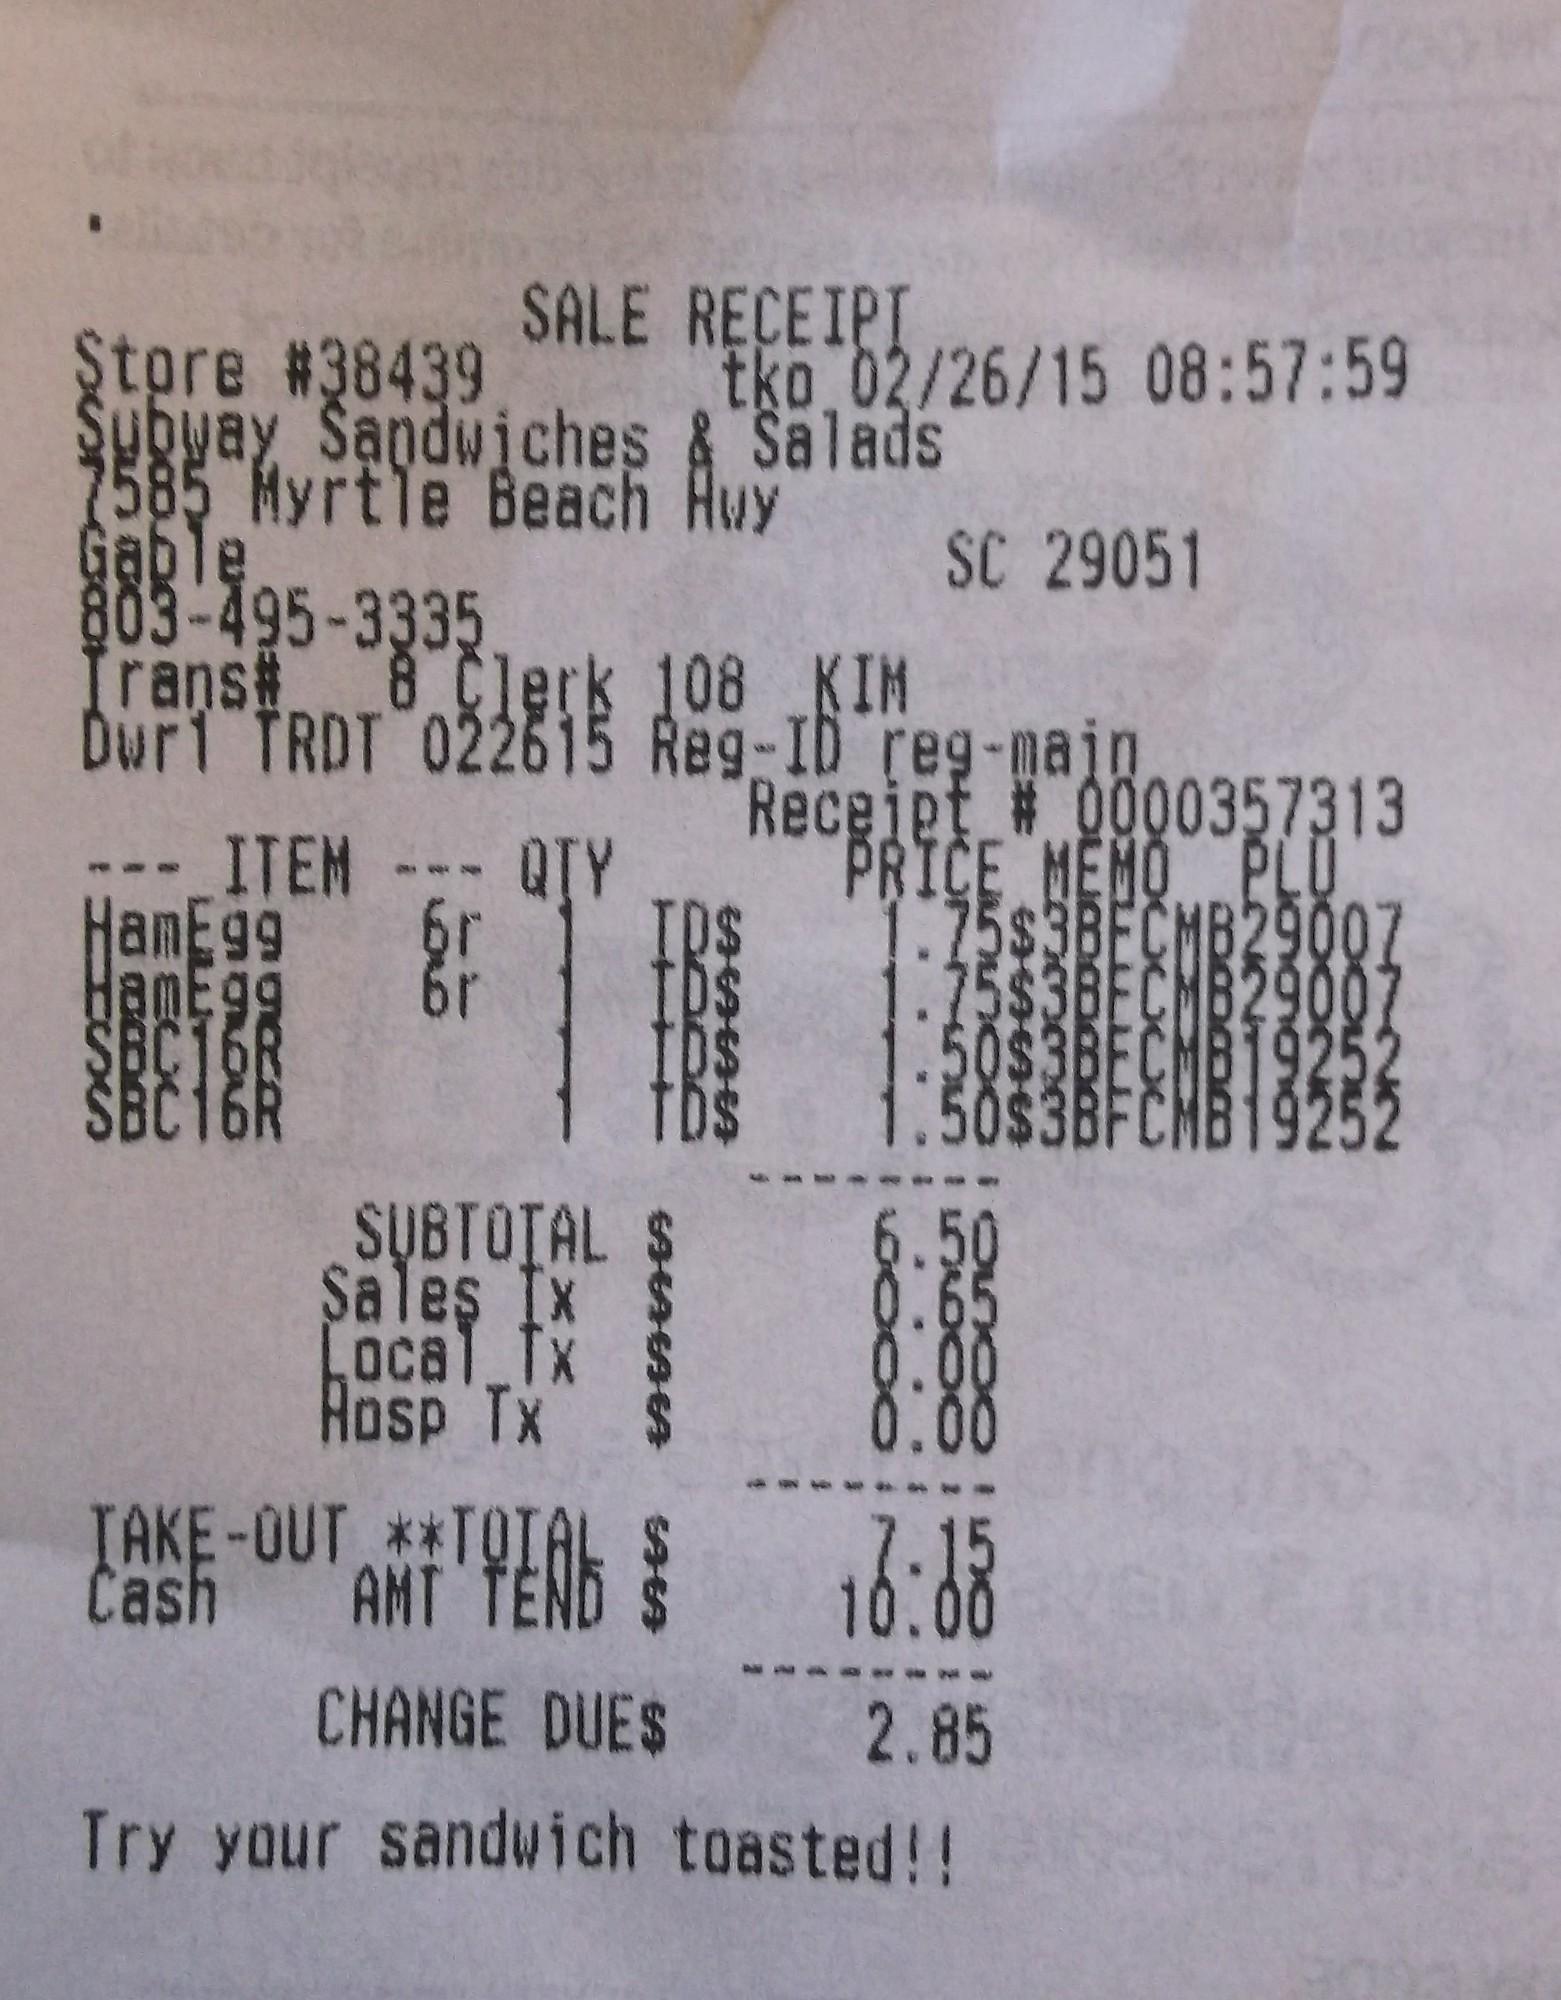 SALE RECEIPT
Store #38439 tko 02/26/15 08:57:59
Subway Sandwiches & Salads
7585 Myrtle Beach Hwy
Gable SC 29051
803-495-3335
Trans# 8 Clerk 108 KIM
Dwr1 TRDT 022615 Reg-ID reg-main
Receipt # 0000357313
--- ITEM --- QTY PRICE MEMO PLU
HamEgg 6r 1 TD$ 1.75$3BFCMB29007
HamEgg 6r 1 TD$ 1.75$3BFCMB29007
SBC16R 1 TD$ 1.50$3BFCMB19252
SBC16R 1 TD$ 1.50$3BFCMB19252
--------
SUBTOTAL $ 6.50
Sales Tx $ 0.65
Local Tx $ 0.00
Hosp Tx $ 0.00
--------
TAKE-OUT **TOTAL $ 7.15
Cash AMT TEND $ 10.00
--------
CHANGE DUE$ 2.85
Try your sandwich toasted!!